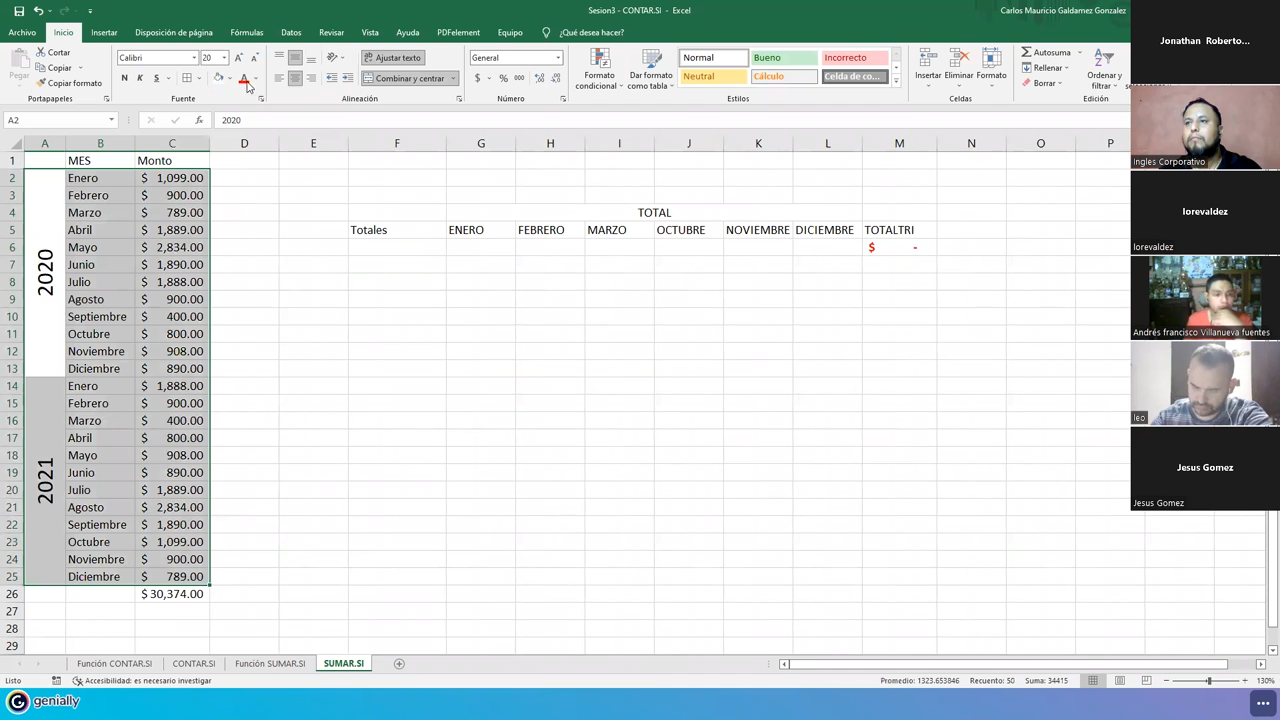 Sesion3 - CONTAR.SI - Excel
Carlos Mauricio Galdamez Gonzalez
Archivo Inicio Insertar Disposición de página Fórmulas Datos Revisar Vista Ayuda PDFelement Equipo ¿Qué desea hacer?
Pegar
Cortar
Copiar
Copiar formato
Portapapeles
Calibri 20
N K S
Fuente
Ajustar texto
Combinar y centrar
Alineación
General
$ % 000
Número
Formato condicional
Dar formato como tabla
Normal Bueno Incorrecto
Neutral Cálculo Celda de co...
Estilos
Insertar Eliminar Formato
Celdas
Autosuma
Rellenar
Borrar
Ordenar y filtrar
Edición
A2 fx 2020
A B C D E F G H I J K L M N O P
1 MES Monto
2 Enero $ 1,099.00
3 Febrero $ 900.00
4 Marzo $ 789.00 TOTAL
5 Abril $ 1,889.00 Totales ENERO FEBRERO MARZO OCTUBRE NOVIEMBRE DICIEMBRE TOTALTRI
6 Mayo $ 2,834.00 $ -
7 Junio $ 1,890.00
2020
8 Julio $ 1,888.00
9 Agosto $ 900.00
10 Septiembre $ 400.00
11 Octubre $ 800.00
12 Noviembre $ 908.00
13 Diciembre $ 890.00
14 Enero $ 1,888.00
15 Febrero $ 900.00
16 Marzo $ 400.00
17 Abril $ 800.00
18 Mayo $ 908.00
19 Junio $ 890.00
2021
20 Julio $ 1,889.00
21 Agosto $ 2,834.00
22 Septiembre $ 1,890.00
23 Octubre $ 1,099.00
24 Noviembre $ 900.00
25 Diciembre $ 789.00
26 $ 30,374.00
27
28
29
Función CONTAR.SI CONTAR.SI Función SUMAR.SI SUMAR.SI
Listo Accesibilidad: es necesario investigar Promedio: 1323.653846 Recuento: 50 Suma: 34415 130%
genially
Jonathan Roberto...
Ingles Corporativo
lorevaldez
lorevaldez
Andrés francisco Villanueva fuentes
leo
Jesus Gomez
Jesus Gomez